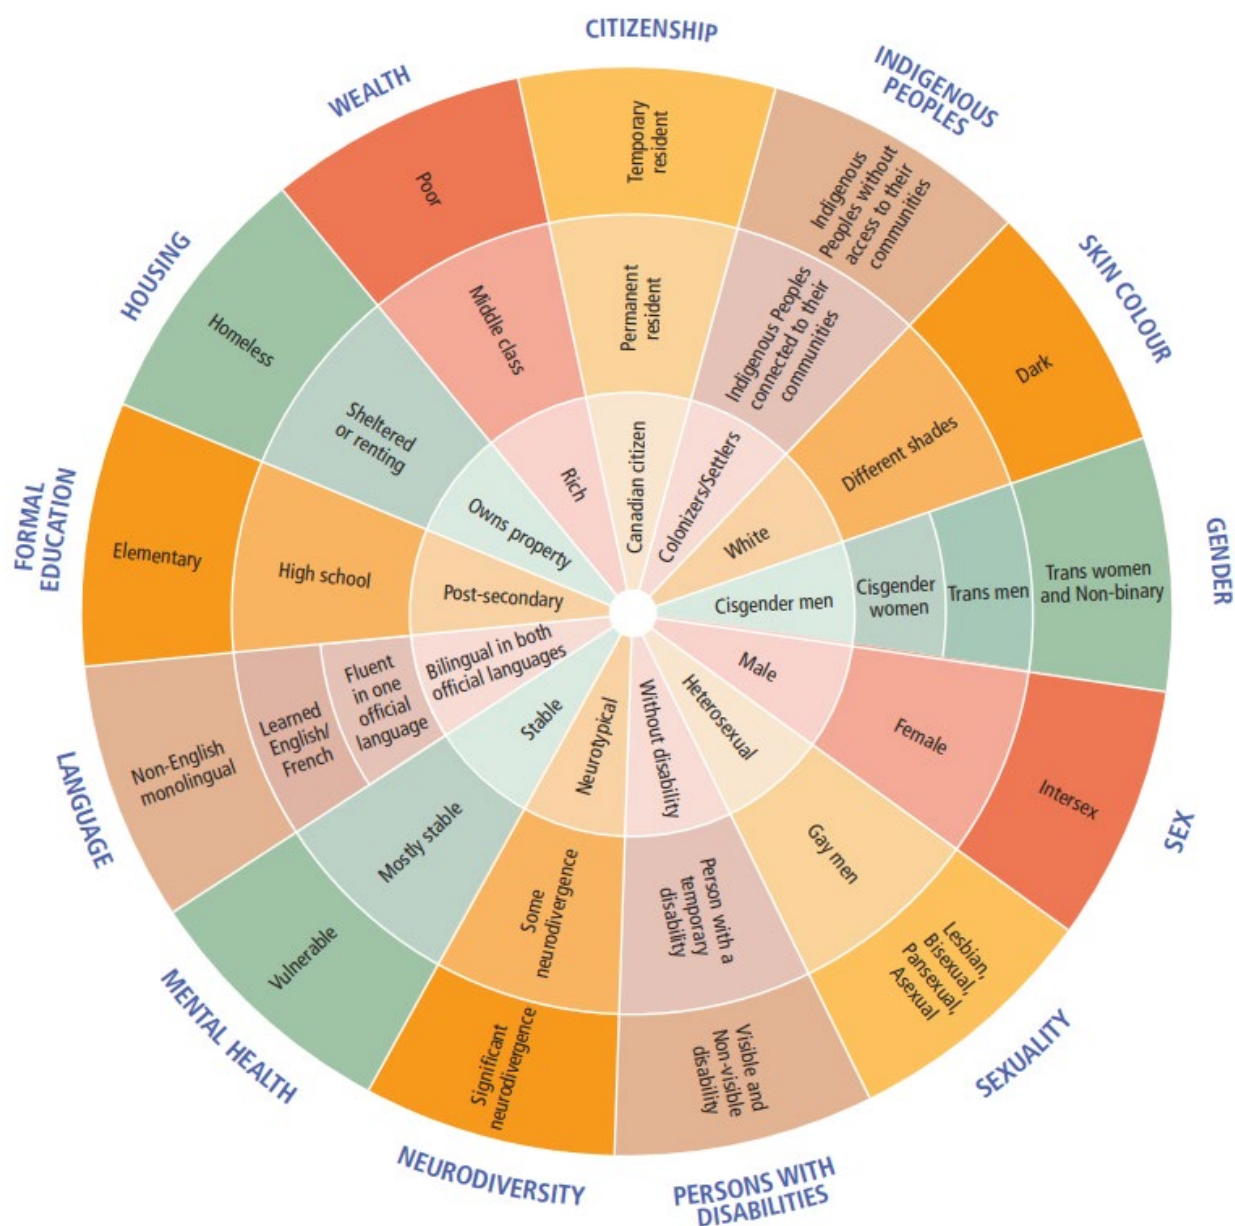 CITIZENSHIP
Temporary
resident
Permanent
resident
Canadian citizen
INDIGENOUS
PEOPLES
Indigenous
Peoples without
access to their
communities
Indigenous Peoples
connected to their
communities
Colonizers/Settlers
SKIN COLOUR
Dark
Different shades
White
GENDER
Trans women
and Non-binary
Trans men
Cisgender
women
Cisgender men
SEX
Intersex
Female
Male
SEXUALITY
Lesbian,
Bisexual,
Pansexual,
Asexual
Gay men
Heterosexual
PERSONS WITH
DISABILITIES
Visible and
Non-visible
disability
Person with a
temporary
disability
Without disability
NEURODIVERSITY
Significant
neurodivergence
Some
neurodivergence
Neurotypical
MENTAL HEALTH
Vulnerable
Mostly stable
Stable
LANGUAGE
Non-English
monolingual
Learned
English/
French
Fluent
in one
official
language
Bilingual in both
official languages
FORMAL
EDUCATION
Elementary
High school
Post-secondary
HOUSING
Homeless
Sheltered
or renting
Owns property
WEALTH
Poor
Middle class
Rich